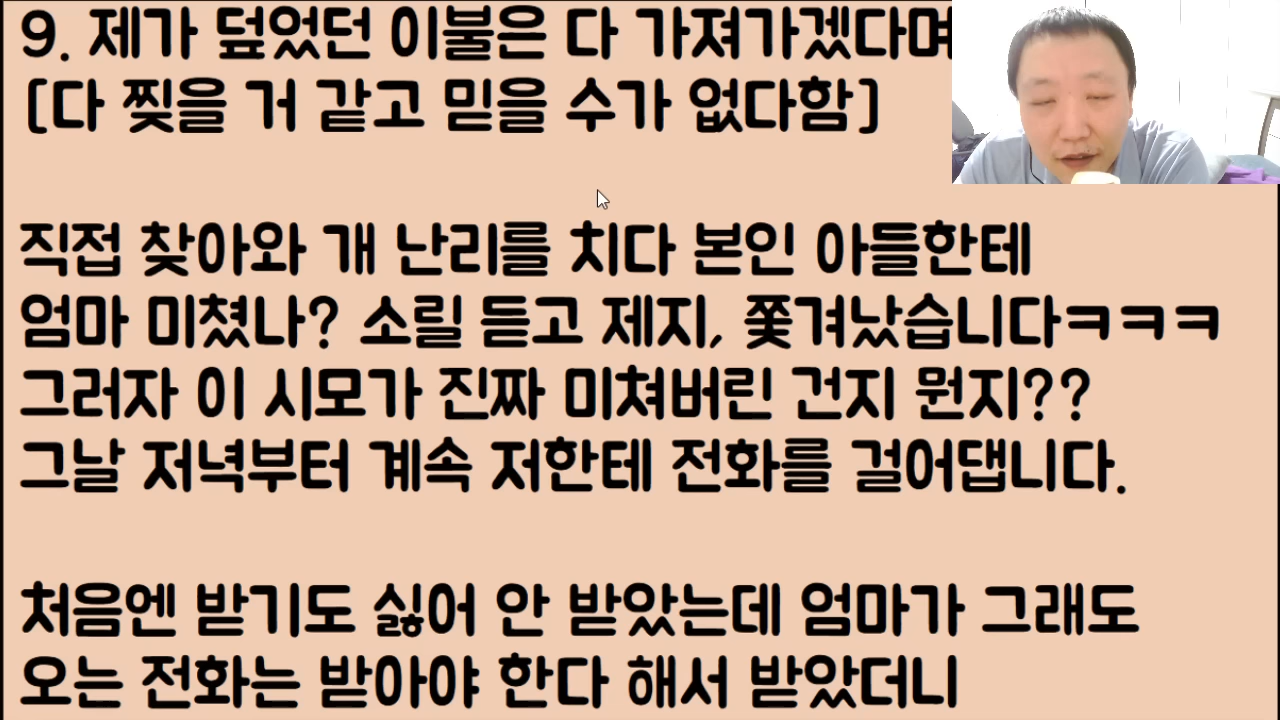 9. 제가 덮었던 이불은 다 가져가겠다며
[다 찢을 거 같고 믿을 수가 없다함]
직접 찾아와 개 난리를 치다 본인 아들한테
엄마 미쳤나? 소릴 듣고 제지, 쫓겨났습니다ㅋㅋㅋ
그러자 이 시모가 진짜 미쳐버린 건지 뭔지??
그날 저녁부터 계속 저한테 전화를 걸어댑니다.
처음엔 받기도 싫어 안 받았는데 엄마가 그래도
오는 전화는 받아야 한다 해서 받았더니